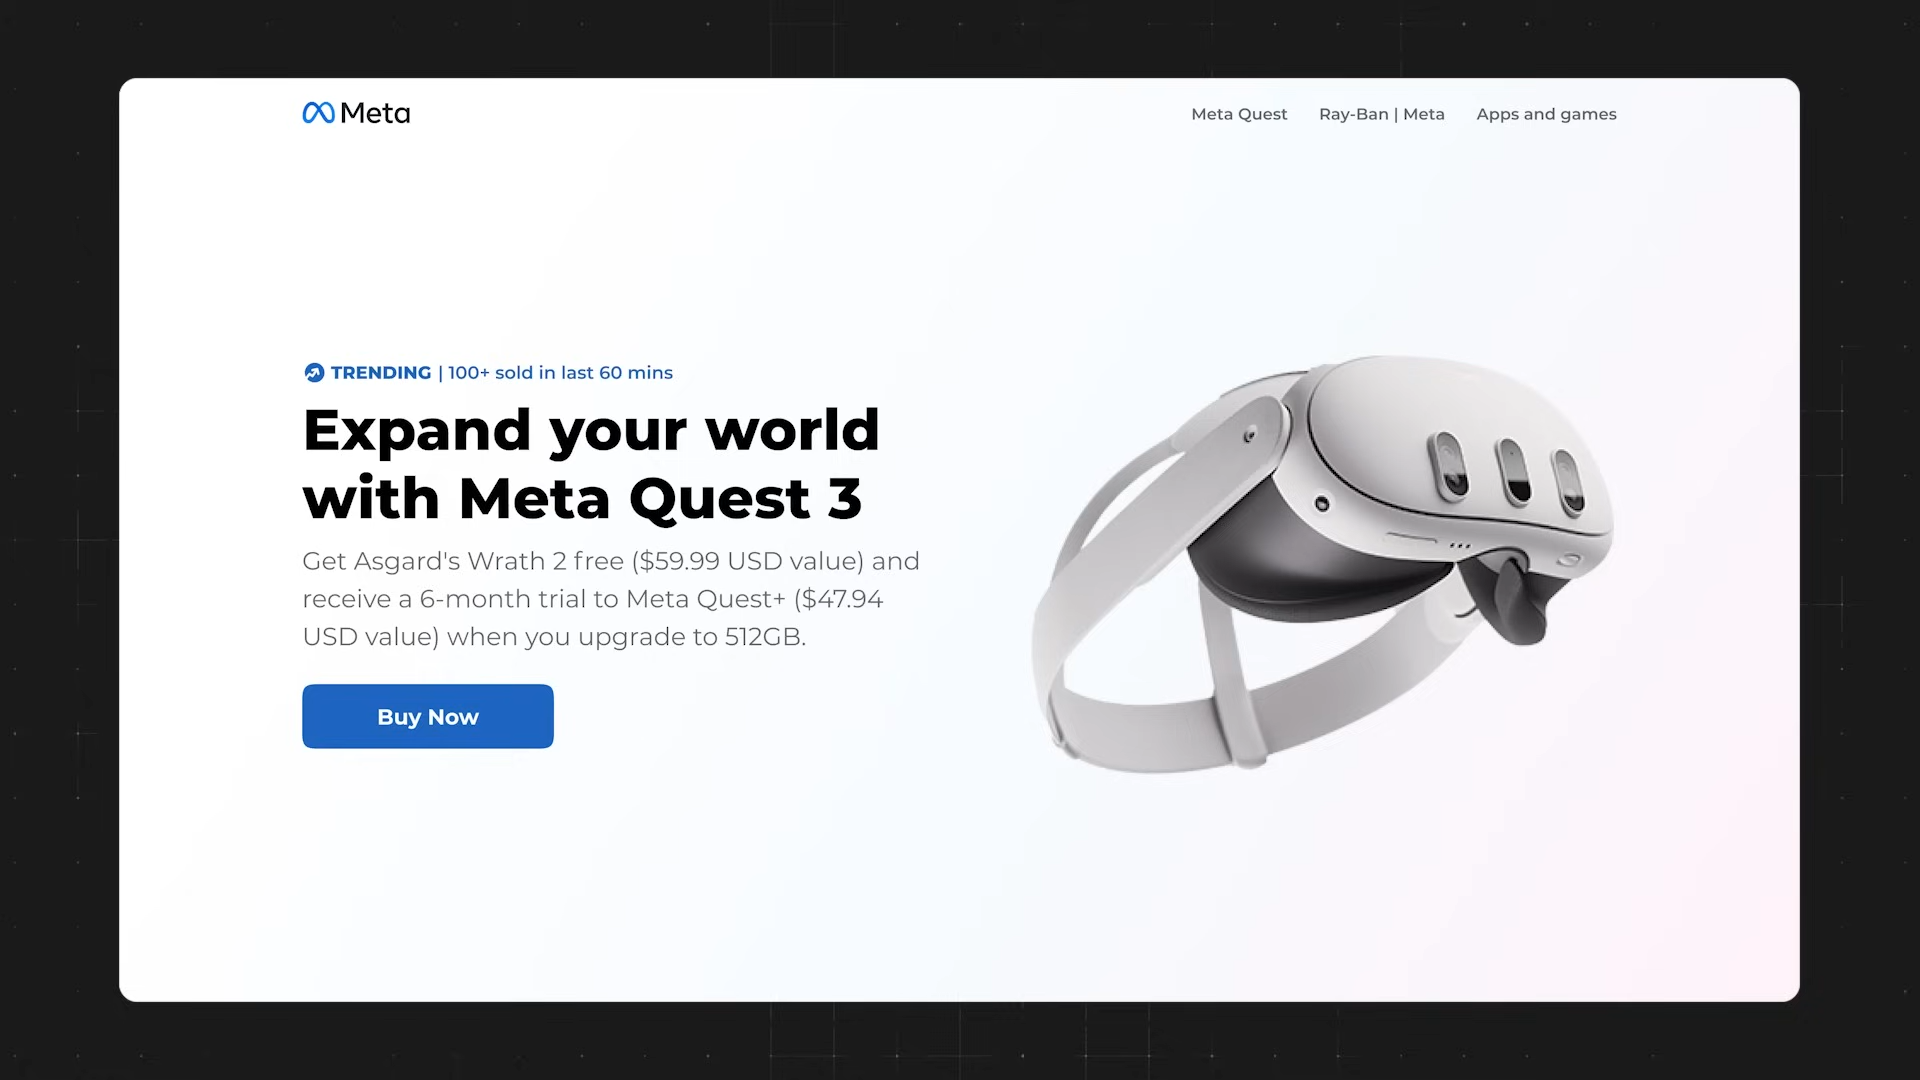 Meta
Meta Quest
Ray-Ban | Meta
Apps and games
TRENDING | 100+ sold in last 60 mins
Expand your world
with Meta Quest 3
Get Asgard's Wrath 2 free ($59.99 USD value) and
receive a 6-month trial to Meta Quest+ ($47.94
USD value) when you upgrade to 512GB.
Buy Now